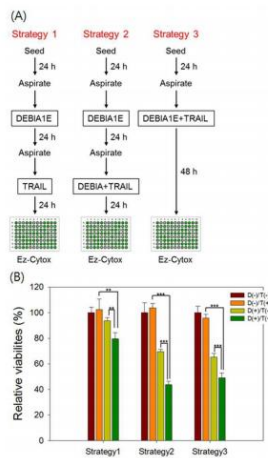 (A)
Strategy 1 Strategy 2 Strategy 3
Seed Seed Seed
24 h 24 h 24 h
Aspirate Aspirate Aspirate
DEBIA1E DEBIA1E DEBIA1E+TRAIL
24 h 24 h
Aspirate Aspirate
48 h
TRAIL DEBIA+TRAIL
24 h 24 h
Ez-Cytox Ez-Cytox Ez-Cytox
(B)
Relative viabilites (%)
120
100
80
60
40
20
0
** ** *** *** *** ***
D(-)/T(-)
D(-)/T(
D(+)/T(
D(+)/T(
Strategy1 Strategy2 Strategy3